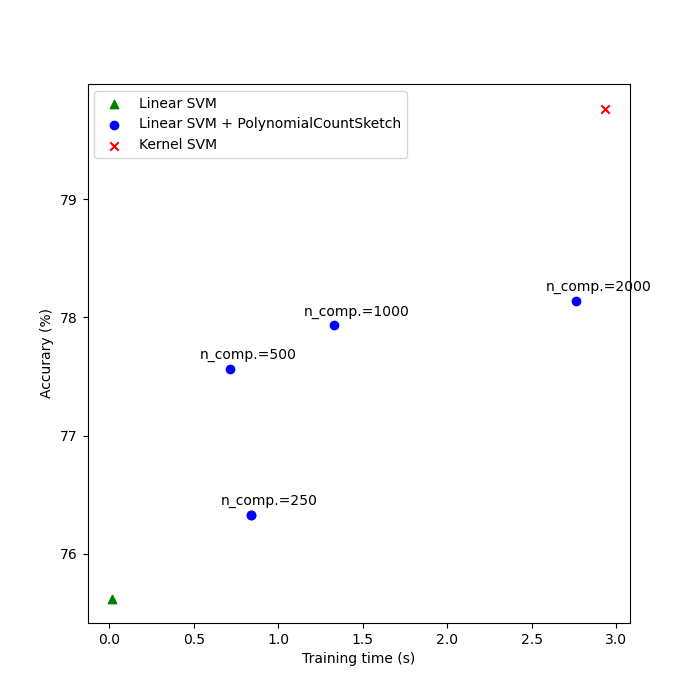 Linear SVM
Linear SVM + PolynomialCountSketch
Kernel SVM
79
78
77
76
n_comp.=2000
n_comp.=1000
n_comp.=500
n_comp.=250
Accurary (%)
0.0 0.5 1.0 1.5 2.0 2.5 3.0
Training time (s)